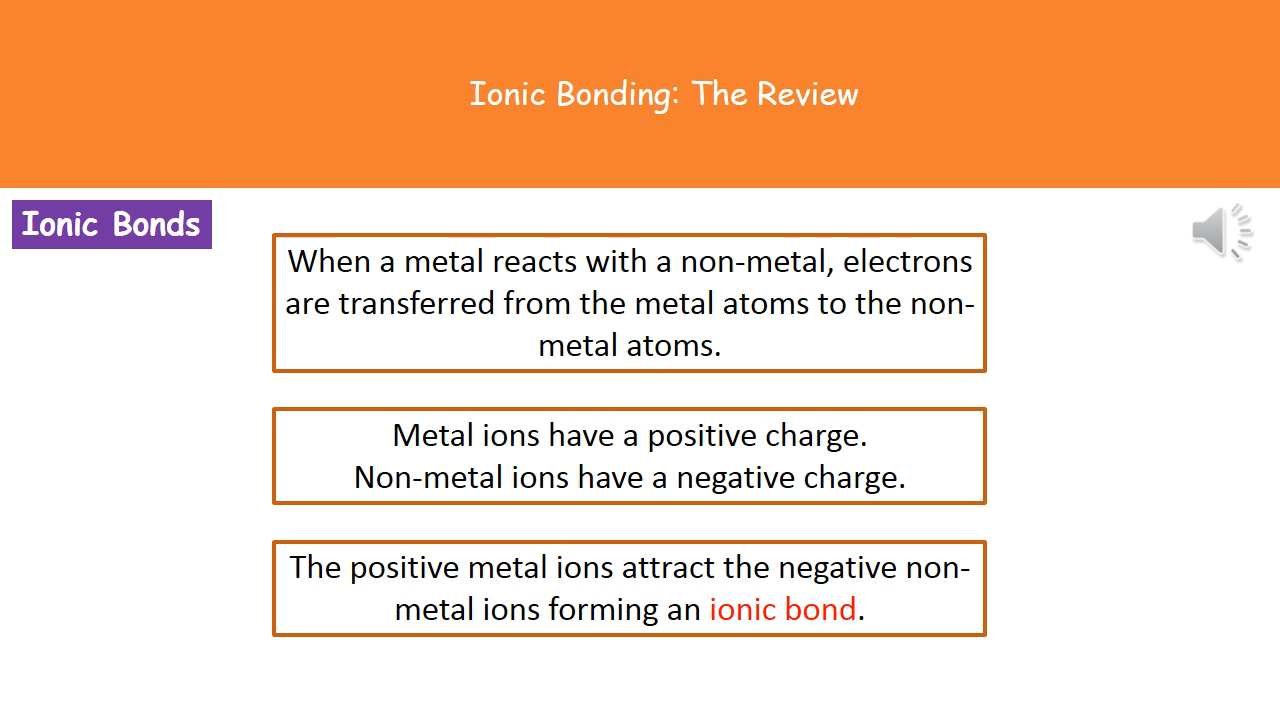 Ionic Bonding: The Review
Ionic Bonds
When a metal reacts with a non-metal, electrons
are transferred from the metal atoms to the non-
metal atoms.
Metal ions have a positive charge.
Non-metal ions have a negative charge.
The positive metal ions attract the negative non-
metal ions forming an ionic bond.